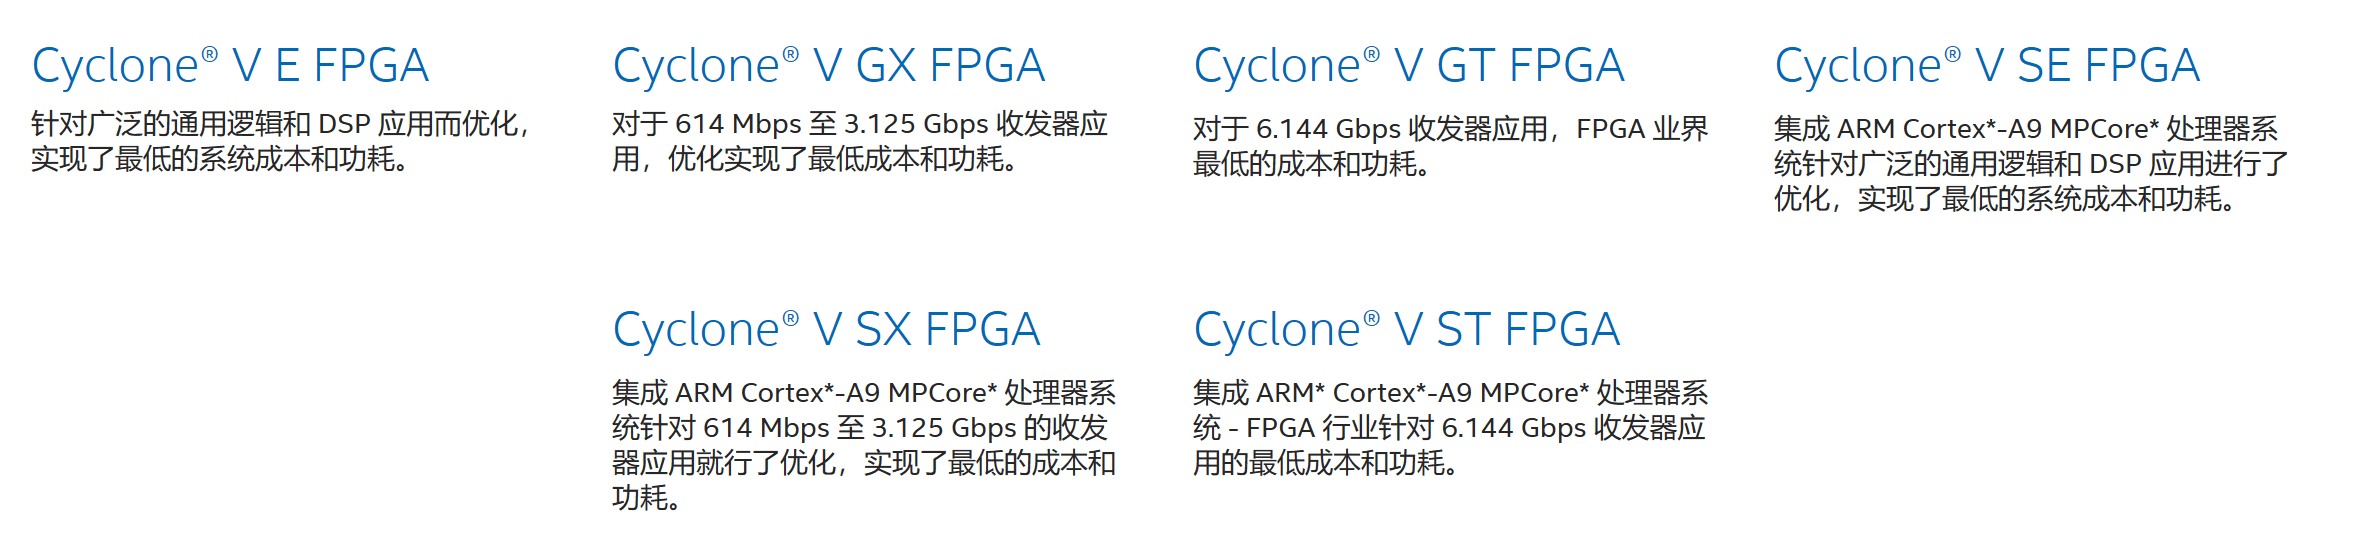 Cyclone® V E FPGA
针对广泛的通用逻辑和 DSP 应用而优化，
实现了最低的系统成本和功耗。
Cyclone® V GX FPGA
对于 614 Mbps 至 3.125 Gbps 收发器应
用，优化实现了最低成本和功耗。
Cyclone® V GT FPGA
对于 6.144 Gbps 收发器应用，FPGA 业界
最低的成本和功耗。
Cyclone® V SE FPGA
集成 ARM Cortex*-A9 MPCore* 处理器系
统针对广泛的通用逻辑和 DSP 应用进行了
优化，实现了最低的系统成本和功耗。
Cyclone® V SX FPGA
集成 ARM Cortex*-A9 MPCore* 处理器系
统针对 614 Mbps 至 3.125 Gbps 的收发
器应用就行了优化，实现了最低的成本和
功耗。
Cyclone® V ST FPGA
集成 ARM* Cortex*-A9 MPCore* 处理器系
统 - FPGA 行业针对 6.144 Gbps 收发器应
用的最低成本和功耗。